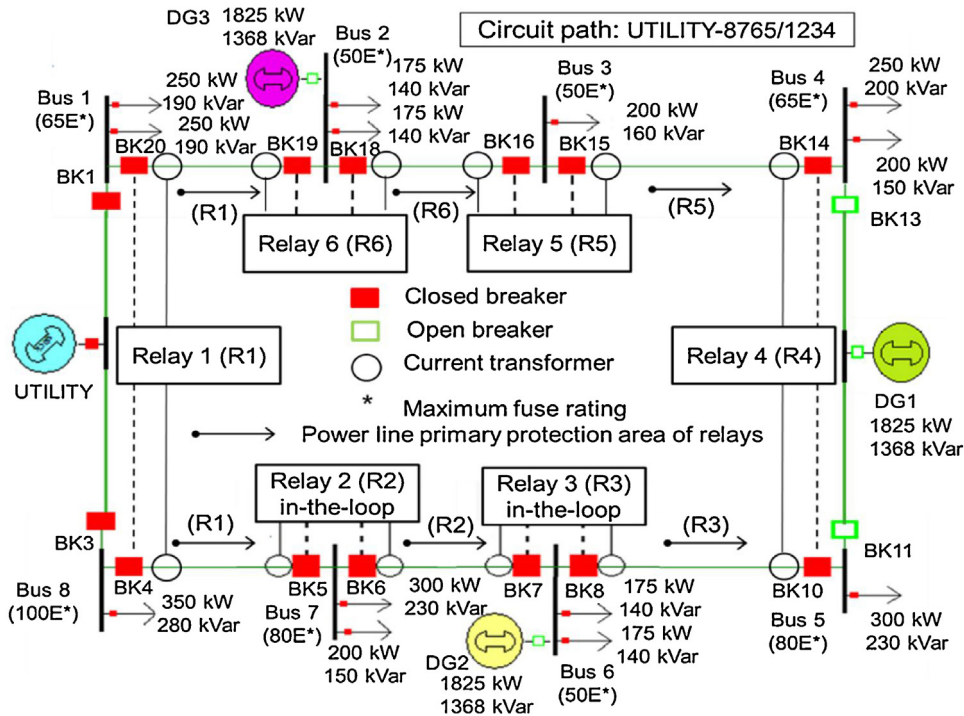 DG3
1825 kW
1368 kVar
Bus 2
(50E*)
Circuit path: UTILITY-8765/1234
Bus 1
(65E*)
250 kW
190 kVar
250 kW
190 kVar
175 kW
140 kVar
175 kW
140 kVar
Bus 3
(50E*)
200 kW
160 kVar
Bus 4
(65E*)
250 kW
200 kVar
200 kW
150 kVar
BK1
BK20
BK19
BK18
BK16
BK15
BK14
BK13
(R1)
(R6)
(R5)
Relay 6 (R6)
Relay 5 (R5)
Closed breaker
Open breaker
Current transformer
* Maximum fuse rating
Power line primary protection area of relays
UTILITY
Relay 1 (R1)
Relay 4 (R4)
DG1
1825 kW
1368 kVar
Relay 2 (R2)
in-the-loop
Relay 3 (R3)
in-the-loop
(R1)
(R2)
(R3)
BK3
BK4
BK5
BK6
BK7
BK8
BK10
BK11
Bus 8
(100E*)
350 kW
280 kVar
Bus 7
(80E*)
300 kW
230 kVar
200 kW
150 kVar
DG2
1825 kW
1368 kVar
175 kW
140 kVar
175 kW
140 kVar
Bus 6
(50E*)
Bus 5
(80E*)
300 kW
230 kVar